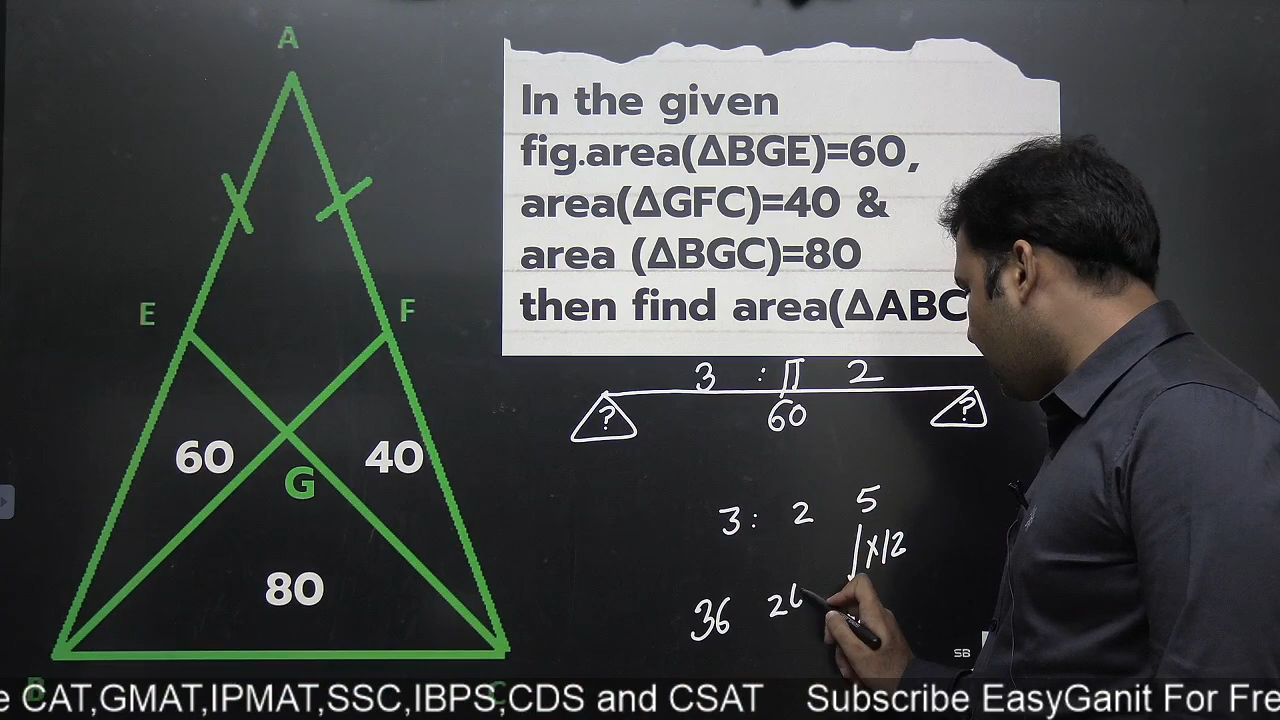 A
In the given
fig.area(ΔBGE)=60,
area(ΔGFC)=40 &
area (ΔBGC)=80
then find area(ΔABC
E
F
3 : 2
? 60 ?
60
G
40
3 : 2 5
x12
80
36 2
SB
B
C
e CAT,GMAT,IPMAT,SSC,IBPS,CDS and CSAT Subscribe EasyGanit For Fre